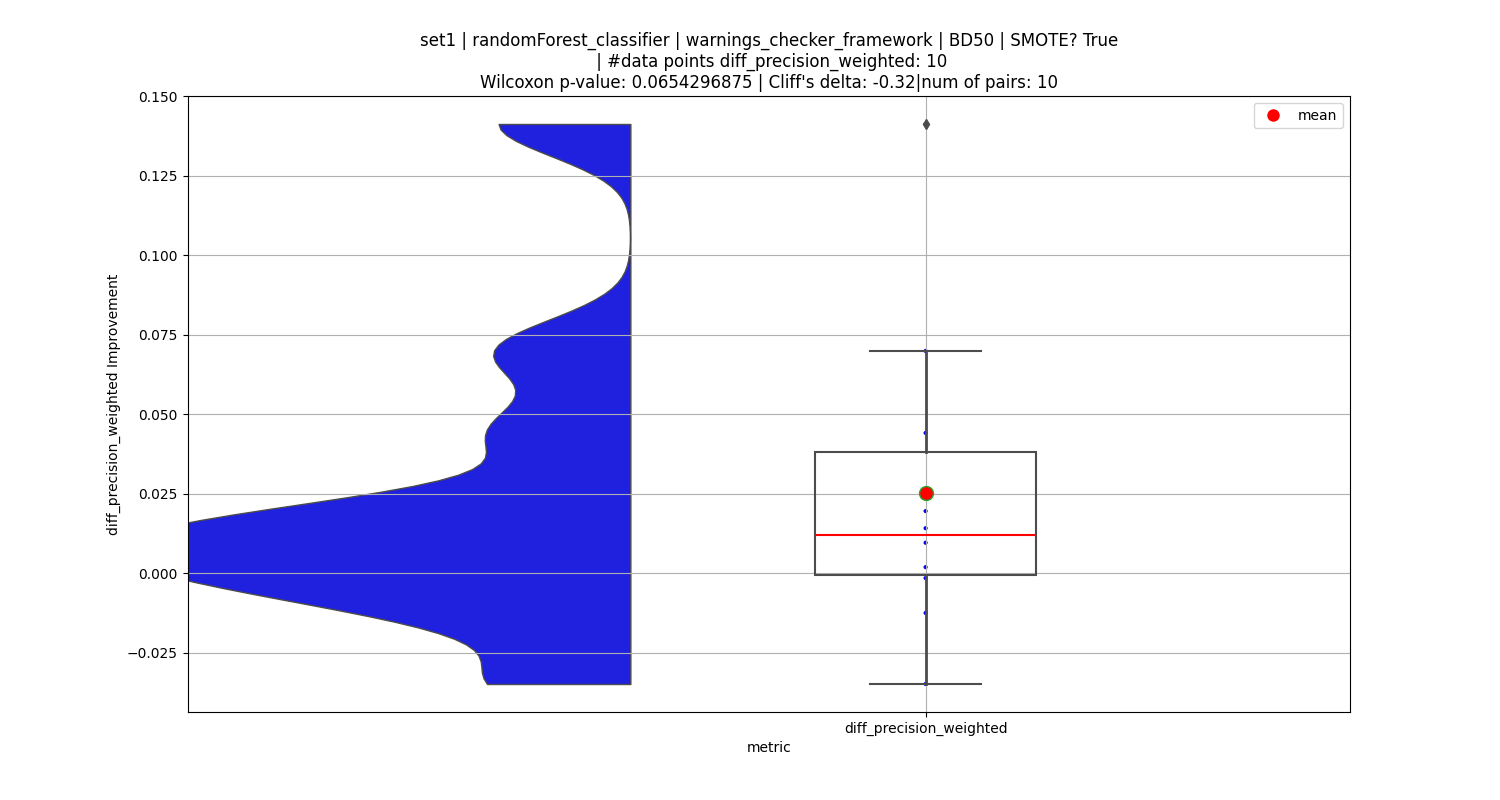 set1 | randomForest_classifier | warnings_checker_framework | BD50 | SMOTE? True
| #data points diff_precision_weighted: 10
Wilcoxon p-value: 0.0654296875 | Cliff's delta: -0.32|num of pairs: 10
mean
0.150
0.125
0.100
0.075
0.050
0.025
0.000
−0.025
diff_precision_weighted Improvement
diff_precision_weighted
metric